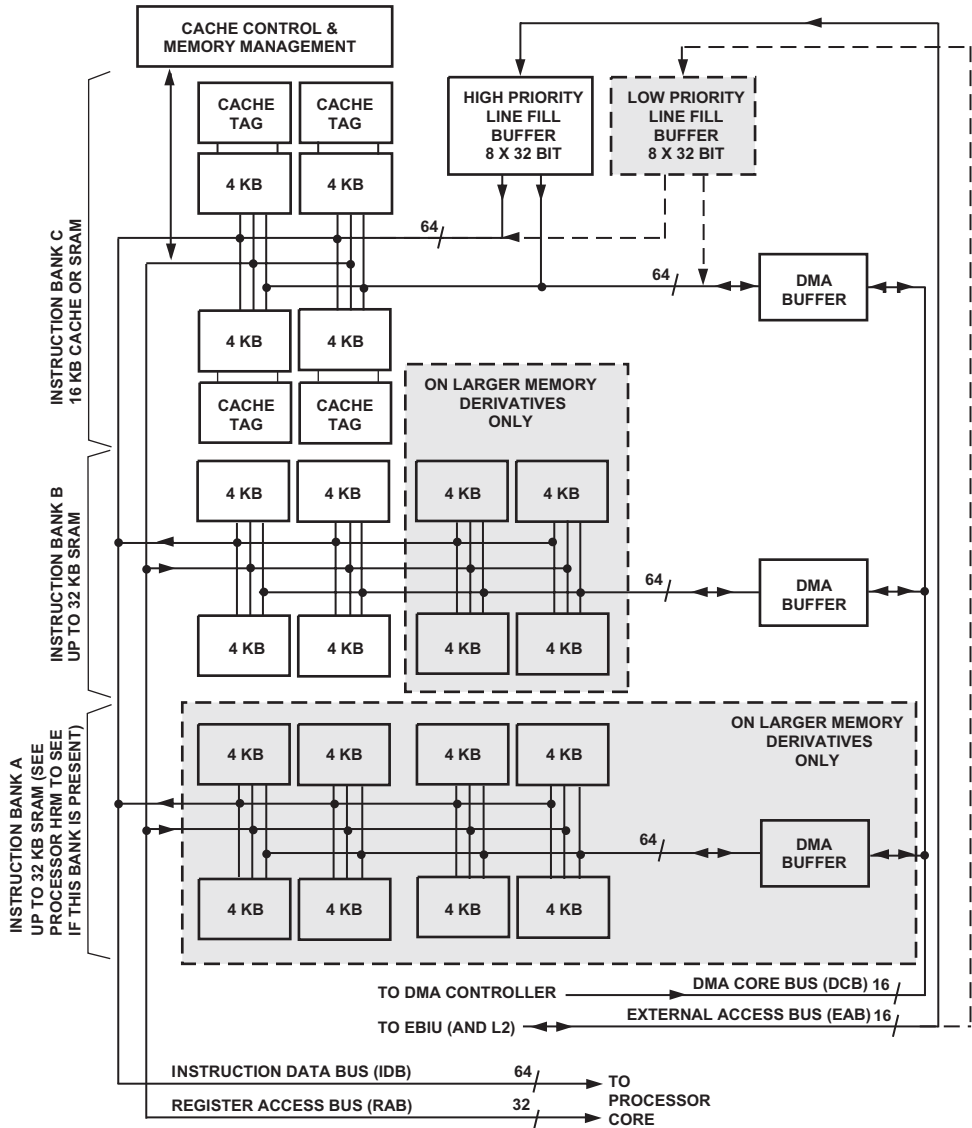 CACHE CONTROL &
MEMORY MANAGEMENT
HIGH PRIORITY
LINE FILL
BUFFER
8 X 32 BIT
LOW PRIORITY
LINE FILL
BUFFER
8 X 32 BIT
INSTRUCTION BANK C
16 KB CACHE OR SRAM
CACHE
TAG
CACHE
TAG
4 KB
4 KB
64
64
DMA
BUFFER
4 KB
4 KB
CACHE
TAG
CACHE
TAG
ON LARGER MEMORY
DERIVATIVES
ONLY
INSTRUCTION BANK B
UP TO 32 KB SRAM
4 KB
4 KB
4 KB
4 KB
64
DMA
BUFFER
4 KB
4 KB
4 KB
4 KB
INSTRUCTION BANK A
UP TO 32 KB SRAM (SEE
PROCESSOR HRM TO SEE
IF THIS BANK IS PRESENT)
ON LARGER MEMORY
DERIVATIVES
ONLY
4 KB
4 KB
4 KB
4 KB
64
DMA
BUFFER
4 KB
4 KB
4 KB
4 KB
TO DMA CONTROLLER
DMA CORE BUS (DCB) 16
TO EBIU (AND L2)
EXTERNAL ACCESS BUS (EAB) 16
INSTRUCTION DATA BUS (IDB) 64
REGISTER ACCESS BUS (RAB) 32
TO
PROCESSOR
CORE